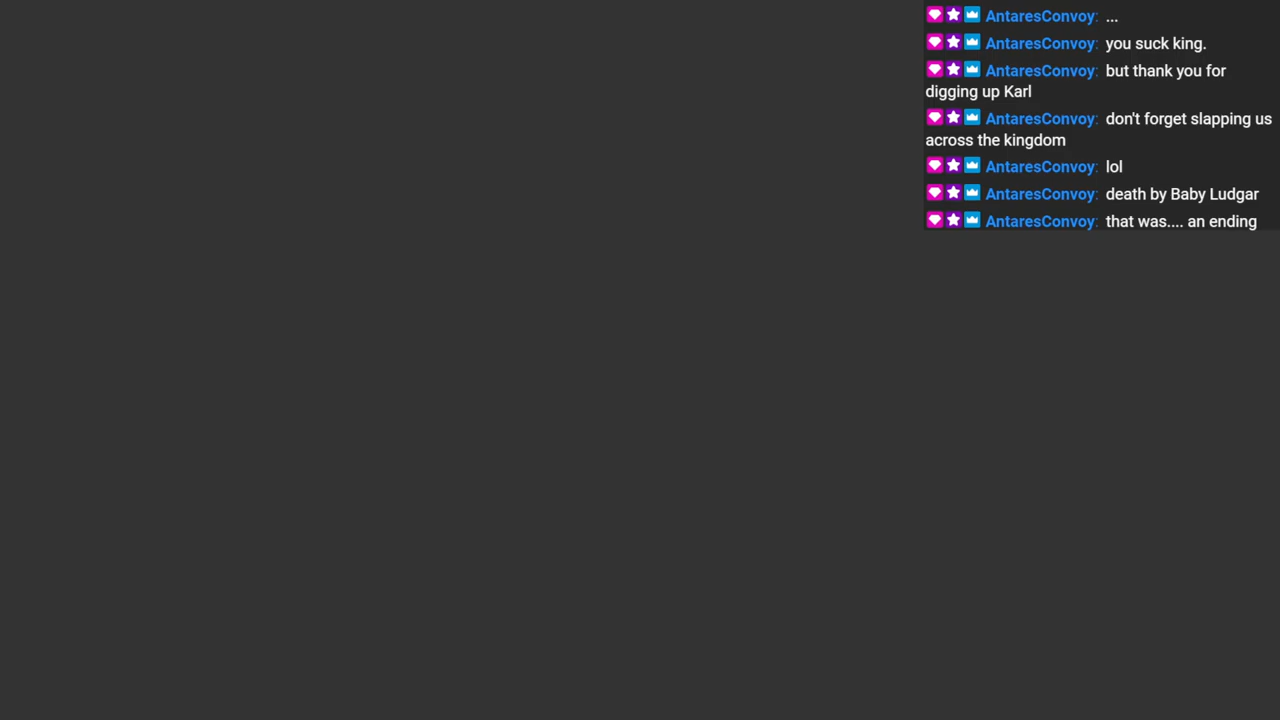 AntaresConvoy: ...
AntaresConvoy: you suck king.
AntaresConvoy: but thank you for
digging up Karl
AntaresConvoy: don't forget slapping us
across the kingdom
AntaresConvoy: lol
AntaresConvoy: death by Baby Ludgar
AntaresConvoy: that was.... an ending